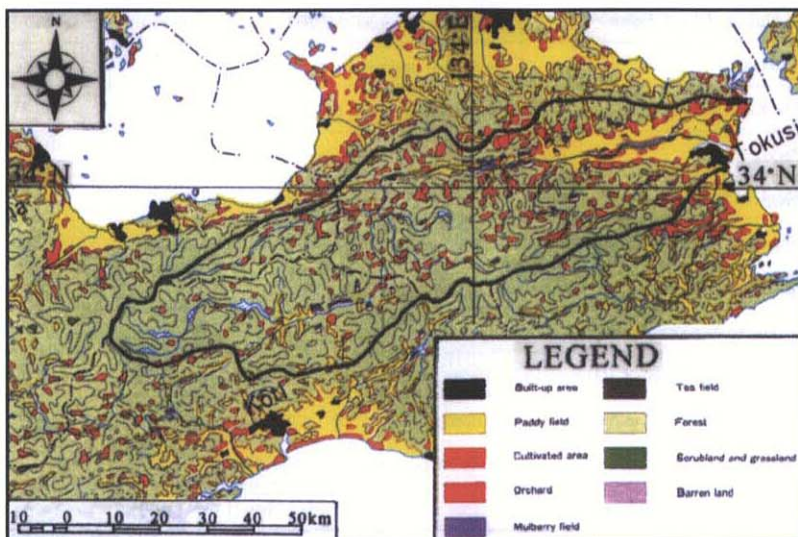 N
134°E
Tokusi
34°N
34°N
Koti
LEGEND
Built-up area
Tea field
Paddy field
Forest
Cultivated area
Scrubland and grassland
Orchard
Barren land
Mulberry field
10 0 10 20 30 40 50km